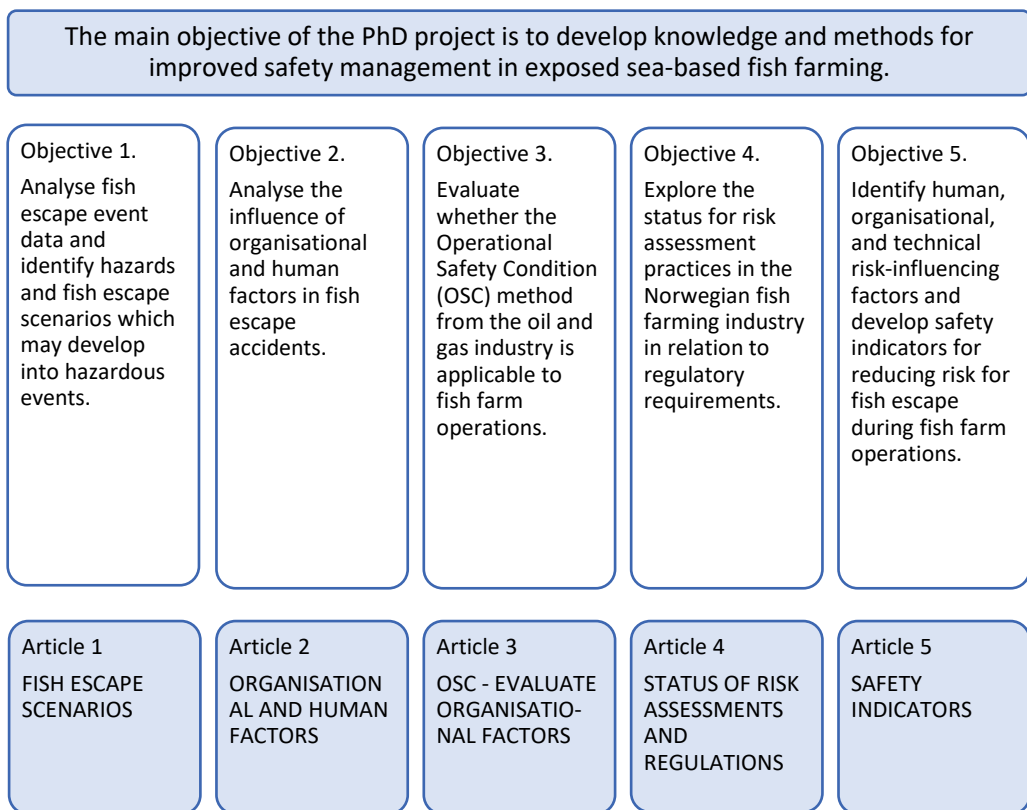 The main objective of the PhD project is to develop knowledge and methods for
improved safety management in exposed sea-based fish farming.
Objective 1.
Analyse fish
escape event
data and
identify hazards
and fish escape
scenarios which
may develop
into hazardous
events.
Objective 2.
Analyse the
influence of
organisational
and human
factors in fish
escape
accidents.
Objective 3.
Evaluate
whether the
Operational
Safety Condition
(OSC) method
from the oil and
gas industry is
applicable to
fish farm
operations.
Objective 4.
Explore the
status for risk
assessment
practices in the
Norwegian fish
farming industry
in relation to
regulatory
requirements.
Objective 5.
Identify human,
organisational,
and technical
risk-influencing
factors and
develop safety
indicators for
reducing risk for
fish escape
during fish farm
operations.
Article 1
FISH ESCAPE
SCENARIOS
Article 2
ORGANISATION
AL AND HUMAN
FACTORS
Article 3
OSC - EVALUATE
ORGANISATIO-
NAL FACTORS
Article 4
STATUS OF RISK
ASSESSMENTS
AND
REGULATIONS
Article 5
SAFETY
INDICATORS